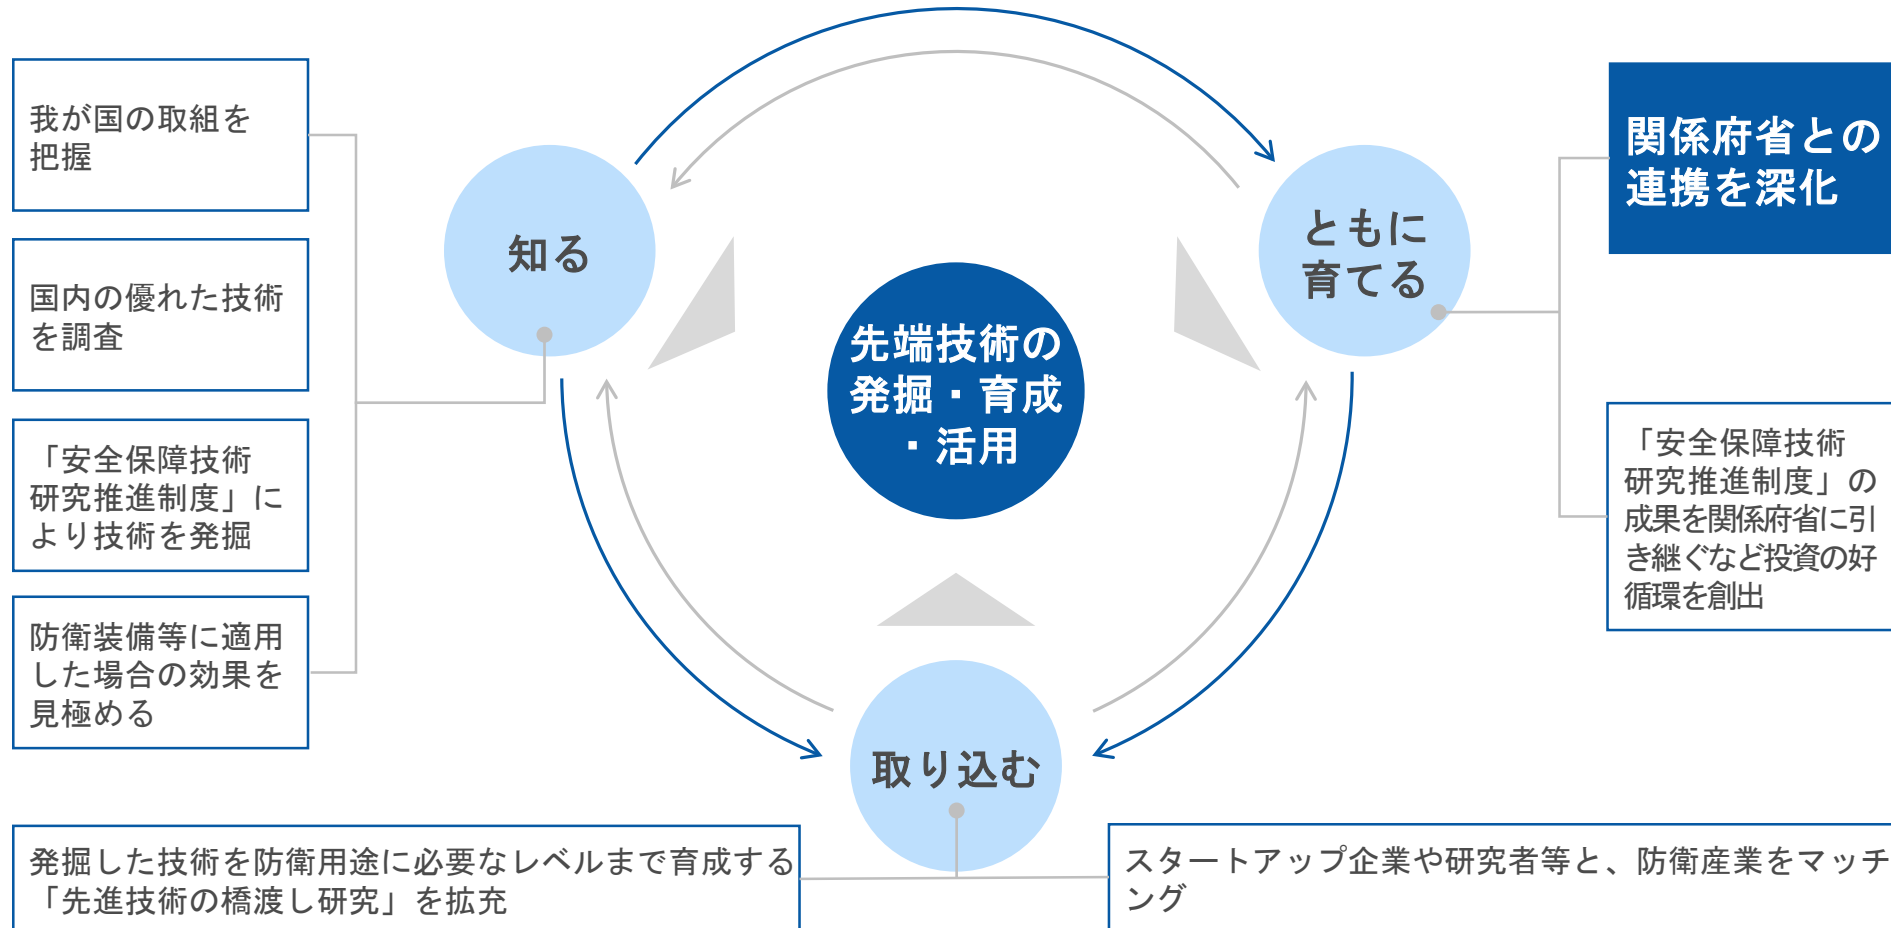 我が国の取組を
把握
国内の優れた技術
を調査
「安全保障技術
研究推進制度」に
より技術を発掘
防衛装備等に適用
した場合の効果を
見極める
知る
先端技術の
発掘・育成
・活用
ともに
育てる
関係府省との
連携を深化
「安全保障技術
研究推進制度」の
成果を関係府省に引
き継ぐなど投資の好
循環を創出
取り込む
発掘した技術を防衛用途に必要なレベルまで育成する
「先進技術の橋渡し研究」を拡充
スタートアップ企業や研究者等と、防衛産業をマッチ
ング